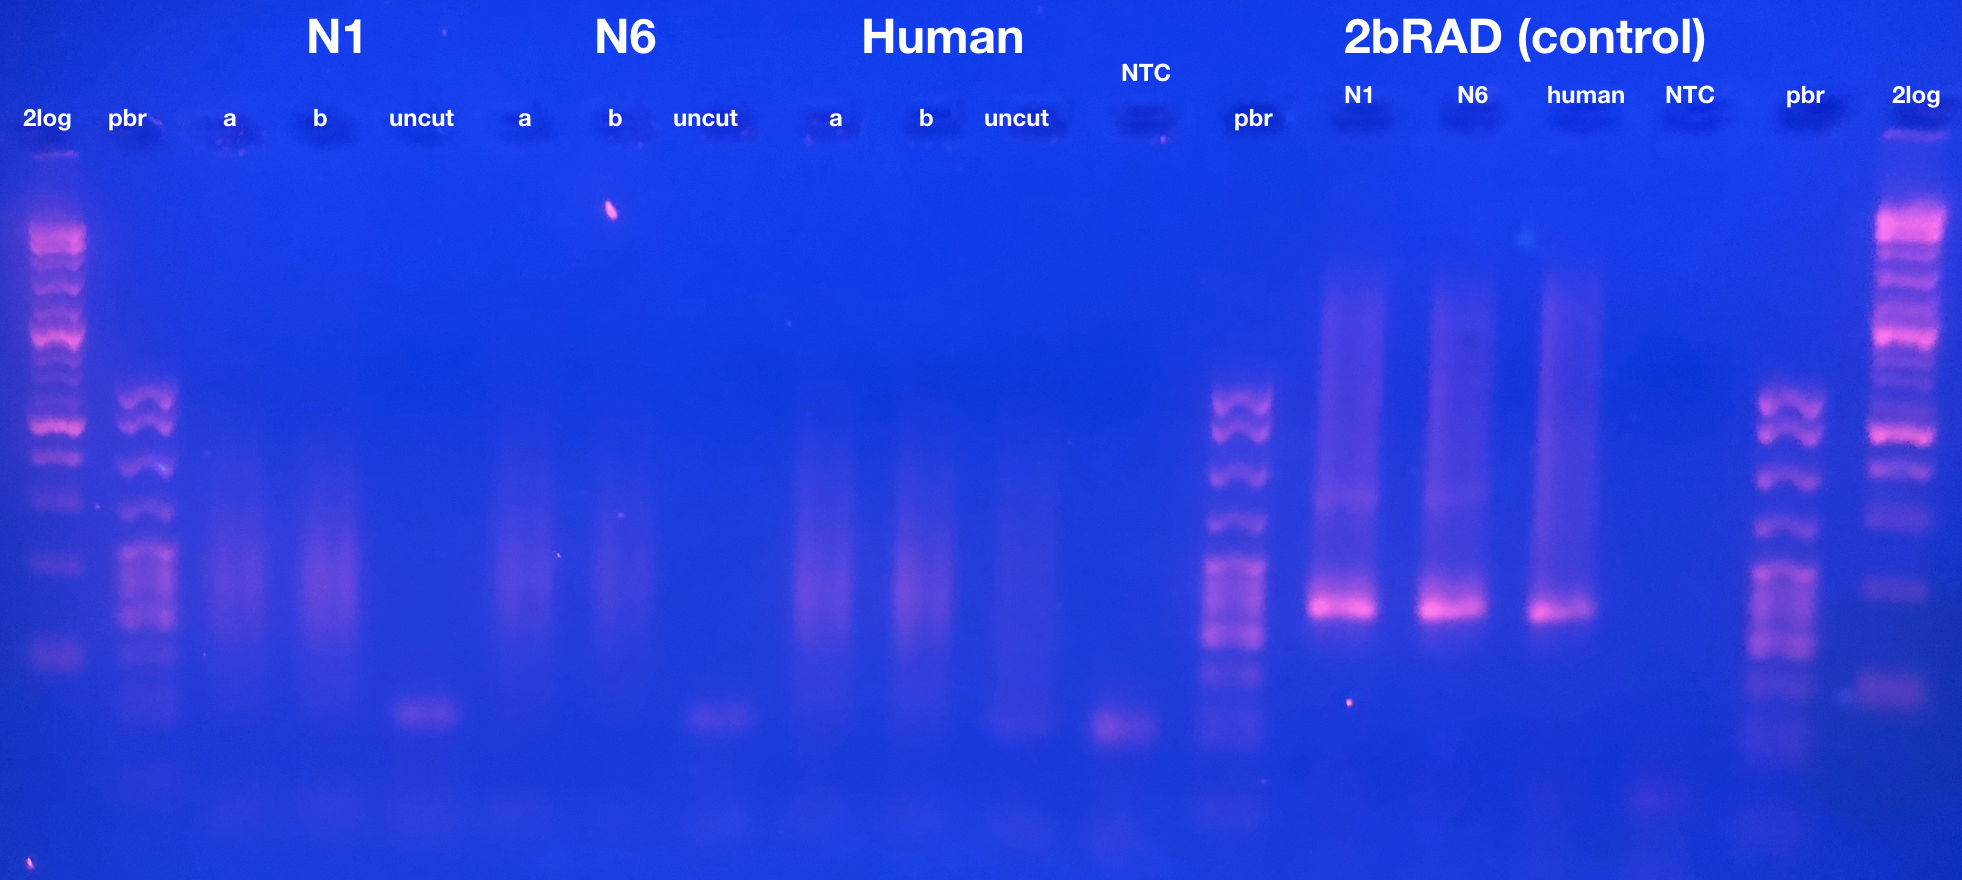 N1 N6 Human 2bRAD (control)
NTC
N1 N6 human NTC pbr 2log
2log pbr a b uncut a b uncut a b uncut pbr